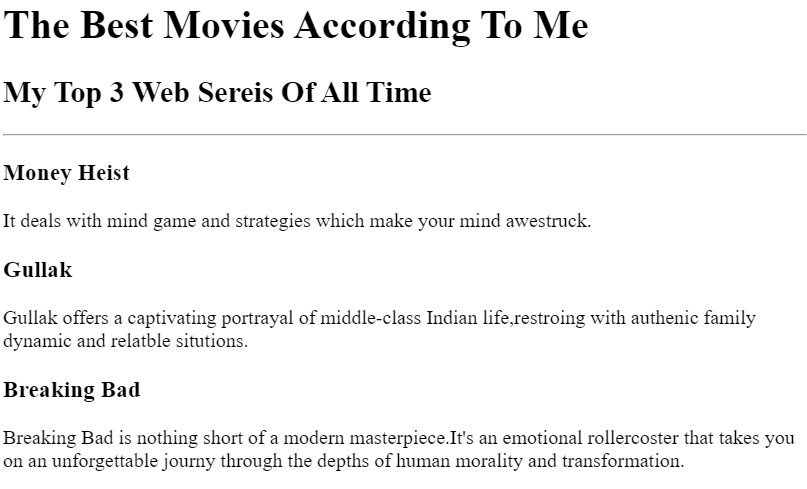 The Best Movies According To Me
My Top 3 Web Sereis Of All Time
Money Heist
It deals with mind game and strategies which make your mind awestruck.
Gullak
Gullak offers a captivating portrayal of middle-class Indian life,restroing with authenic family
dynamic and relatble situtions.
Breaking Bad
Breaking Bad is nothing short of a modern masterpiece.It's an emotional rollercoster that takes you
on an unforgettable journy through the depths of human morality and transformation.